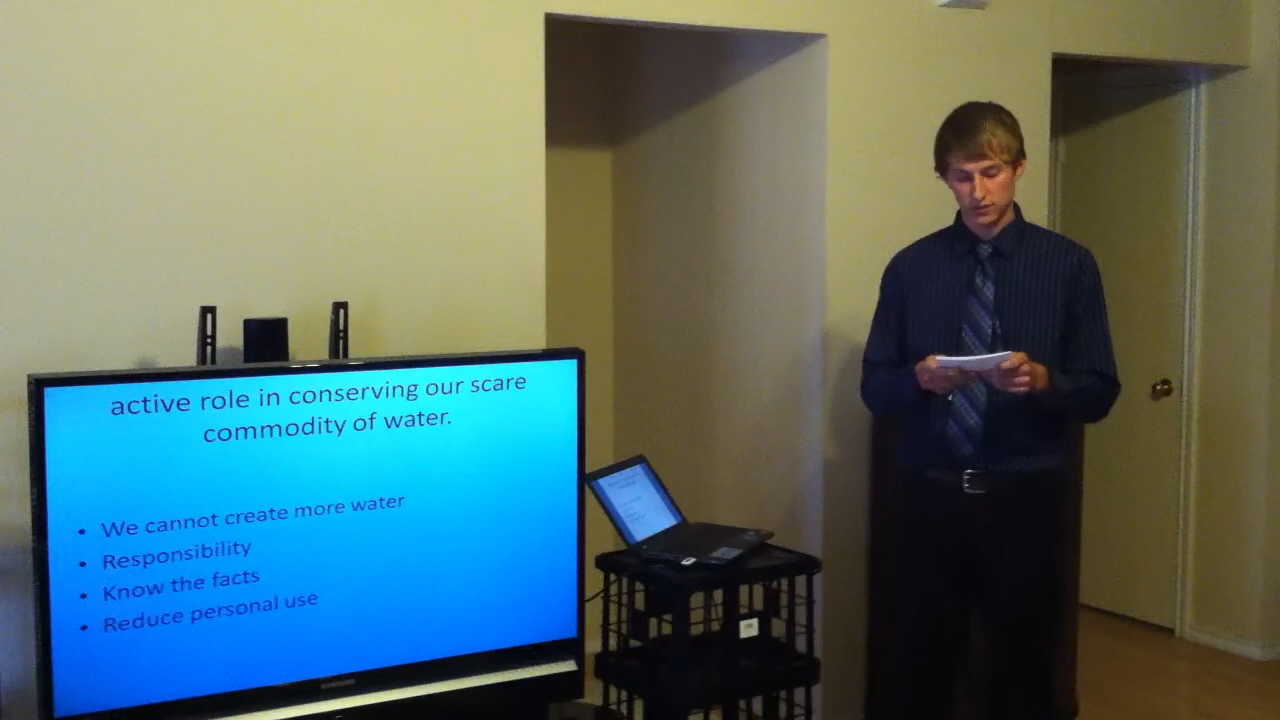 active role in conserving our scare
commodity of water.
• We cannot create more water
• Responsibility
• Know the facts
• Reduce personal use
SAMSUNG